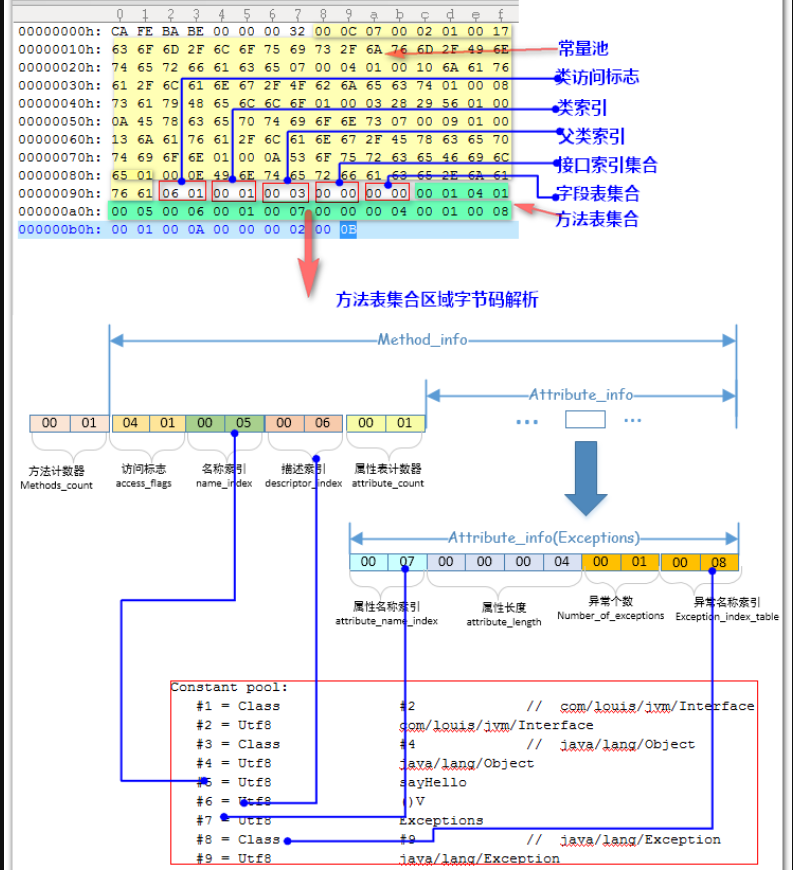 0 1 2 3 4 5 6 7 8 9 a b c d e f
00000000h: CA FE BA BE 00 00 00 32 00 0C 07 00 02 01 00 17
00000010h: 63 6F 6D 2F 6C 6F 75 69 73 2F 6A 76 6D 2F 49 6E
常量池
00000020h: 74 65 72 66 61 63 65 07 00 04 01 00 10 6A 61 76
类访问标志
00000030h: 61 2F 6C 61 6E 67 2F 4F 62 6A 65 63 74 01 00 08
00000040h: 73 61 79 48 65 6C 6C 6F 01 00 03 28 29 56 01 00
类索引
00000050h: 0A 45 78 63 65 70 74 69 6F 6E 73 07 00 09 01 00
00000060h: 13 6A 61 76 61 2F 6C 61 6E 67 2F 45 78 63 65 70
父类索引
00000070h: 74 69 6F 6E 01 00 0A 53 6F 75 72 63 65 46 69 6C
接口索引集合
00000080h: 65 01 00 0E 49 6E 74 65 72 66 61 63 65 2E 6A 61
00000090h: 76 61 06 01 00 01 00 03 00 00 00 00 00 01 04 01
字段表集合
000000a0h: 00 05 00 06 00 01 00 07 00 00 00 04 00 01 00 08
方法表集合
000000b0h: 00 01 00 0A 00 00 00 02 00 0B
方法表集合区域字节码解析
Method_info
Attribute_info
... ...
00 01 04 01 00 05 00 06 00 01
方法计数器 访问标志 名称索引 描述索引 属性表计数器
Methods_count access_flags name_index descriptor_index attribute_count
Attribute_info(Exceptions)
00 07 00 00 00 04 00 01 00 08
属性名称索引 属性长度 异常个数 异常名称索引
attribute_name_index attribute_length Number_of_exceptions Exception_index_table
Constant pool:
#1 = Class #2 // com/louis/jvm/Interface
#2 = Utf8 com/louis/jvm/Interface
#3 = Class #4 // java/lang/Object
#4 = Utf8 java/lang/Object
#5 = Utf8 sayHello
#6 = Utf8 ()V
#7 = Utf8 Exceptions
#8 = Class #9 // java/lang/Exception
#9 = Utf8 java/lang/Exception